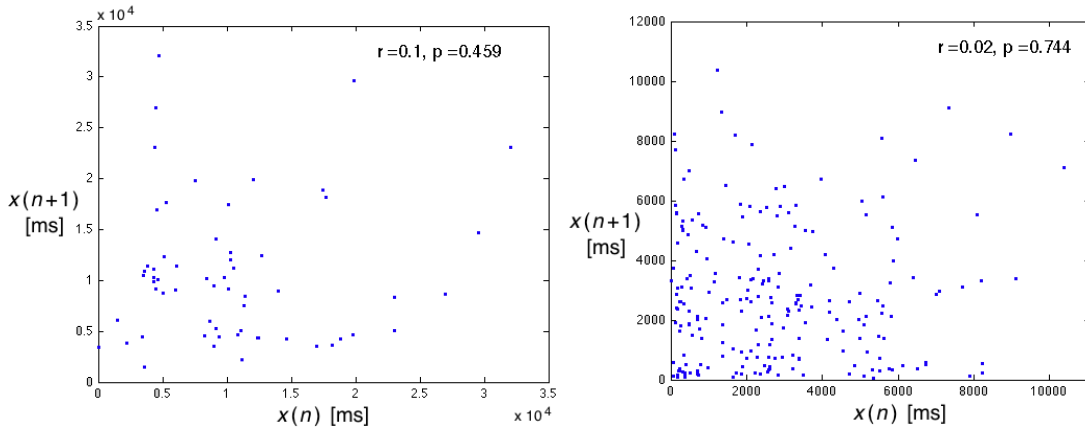 x 10^4
3.5
3
2.5
2
1.5
1
0.5
0
x(n+1)
[ms]
r=0.1, p=0.459
0 0.5 1 1.5 2 2.5 3 3.5
x(n) [ms]
x 10^4
12000
10000
8000
6000
4000
2000
0
x(n+1)
[ms]
r=0.02, p=0.744
0 2000 4000 6000 8000 10000
x(n) [ms]